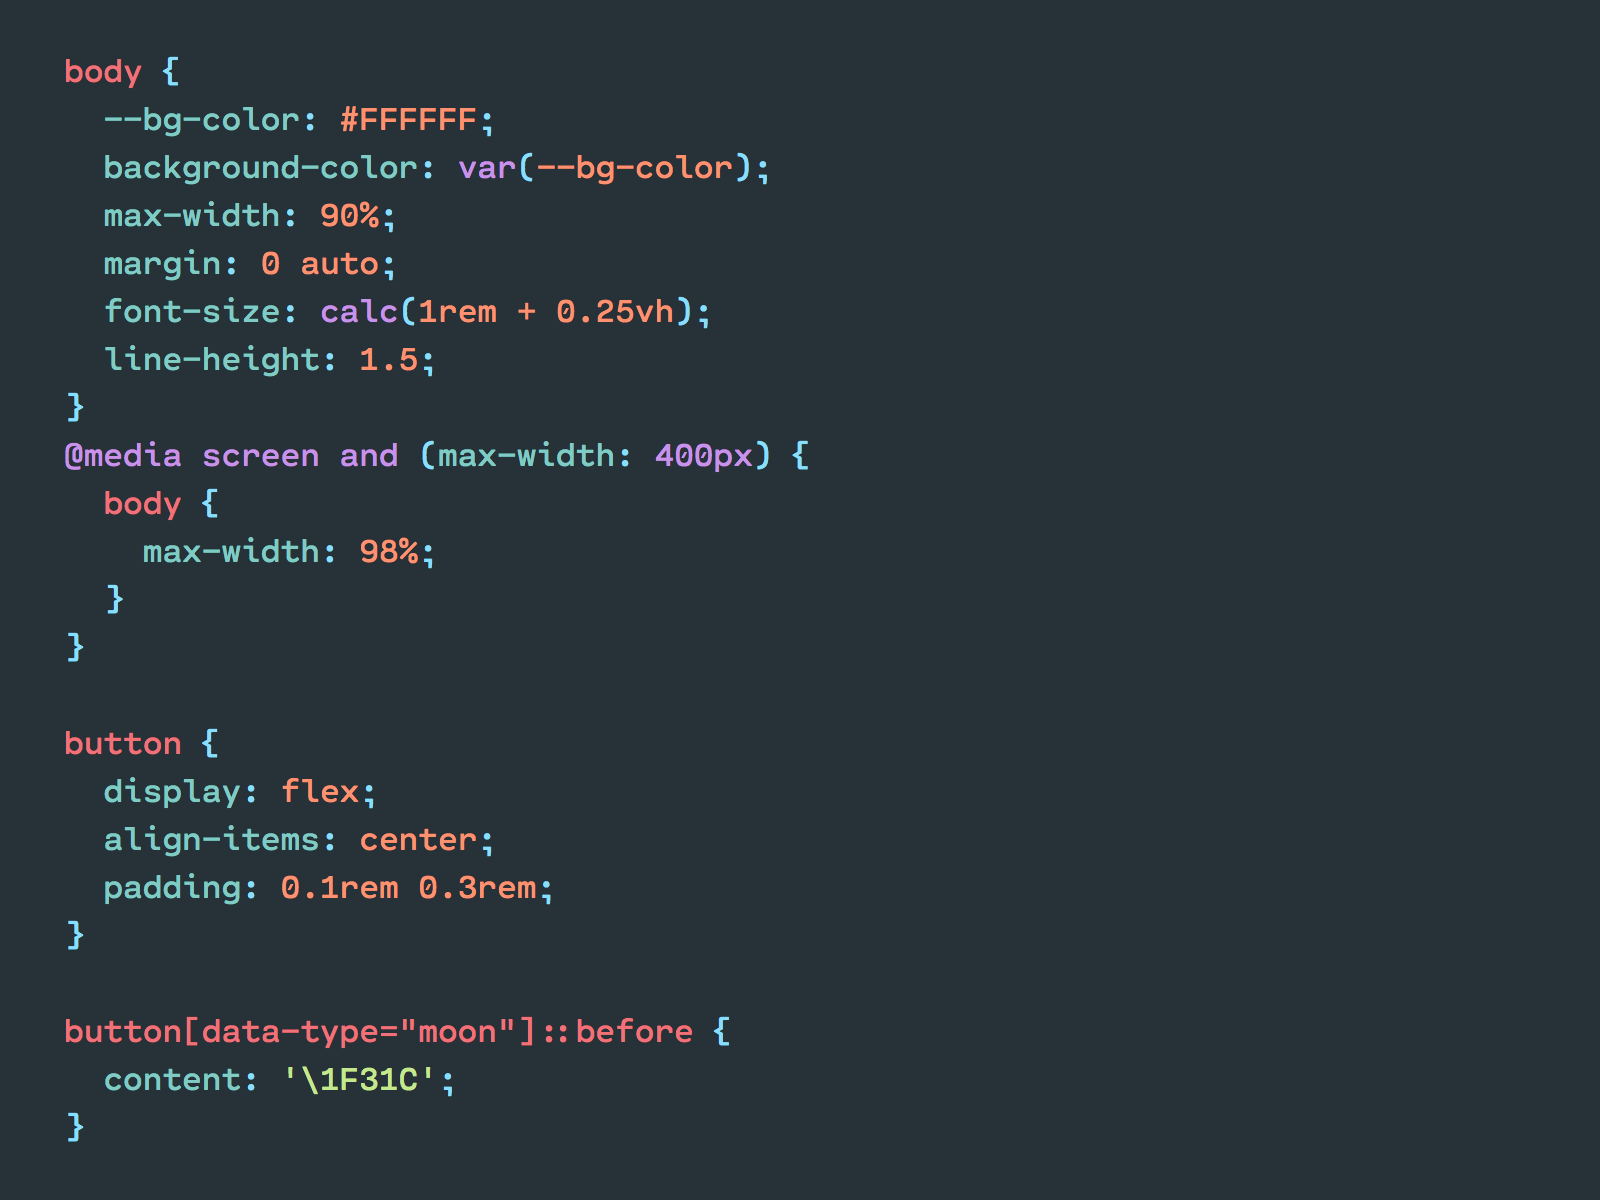 body {
  --bg-color: #FFFFFF;
  background-color: var(--bg-color);
  max-width: 90%;
  margin: 0 auto;
  font-size: calc(1rem + 0.25vh);
  line-height: 1.5;
}
@media screen and (max-width: 400px) {
  body {
    max-width: 98%;
  }
}

button {
  display: flex;
  align-items: center;
  padding: 0.1rem 0.3rem;
}

button[data-type="moon"]::before {
  content: '\1F31C';
}